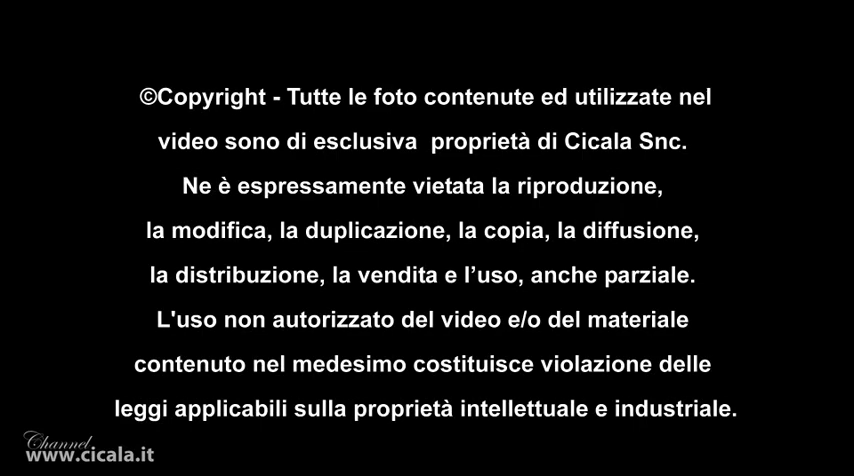 ©Copyright - Tutte le foto contenute ed utilizzate nel
video sono di esclusiva  proprietà di Cicala Snc.
Ne è espressamente vietata la riproduzione,
la modifica, la duplicazione, la copia, la diffusione,
la distribuzione, la vendita e l’uso, anche parziale.
L'uso non autorizzato del video e/o del materiale
contenuto nel medesimo costituisce violazione delle
leggi applicabili sulla proprietà intellettuale e industriale.
Channel
www.cicala.it